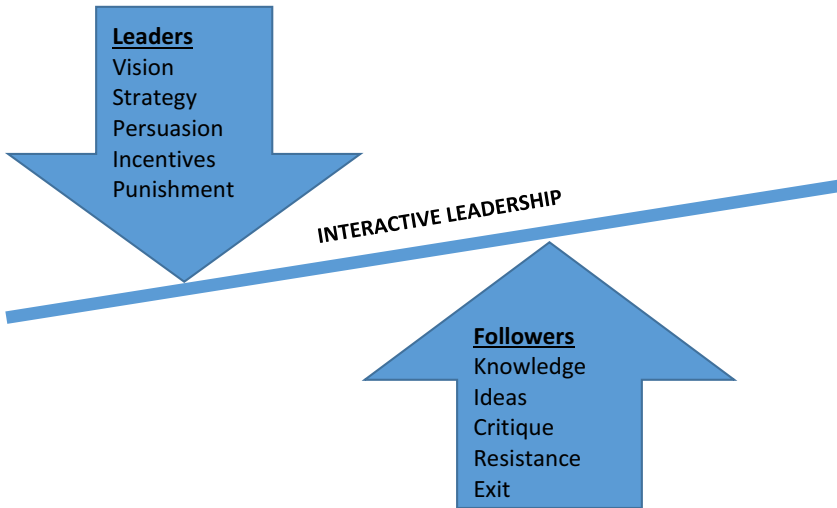 Leaders
Vision
Strategy
Persuasion
Incentives
Punishment
INTERACTIVE LEADERSHIP
Followers
Knowledge
Ideas
Critique
Resistance
Exit